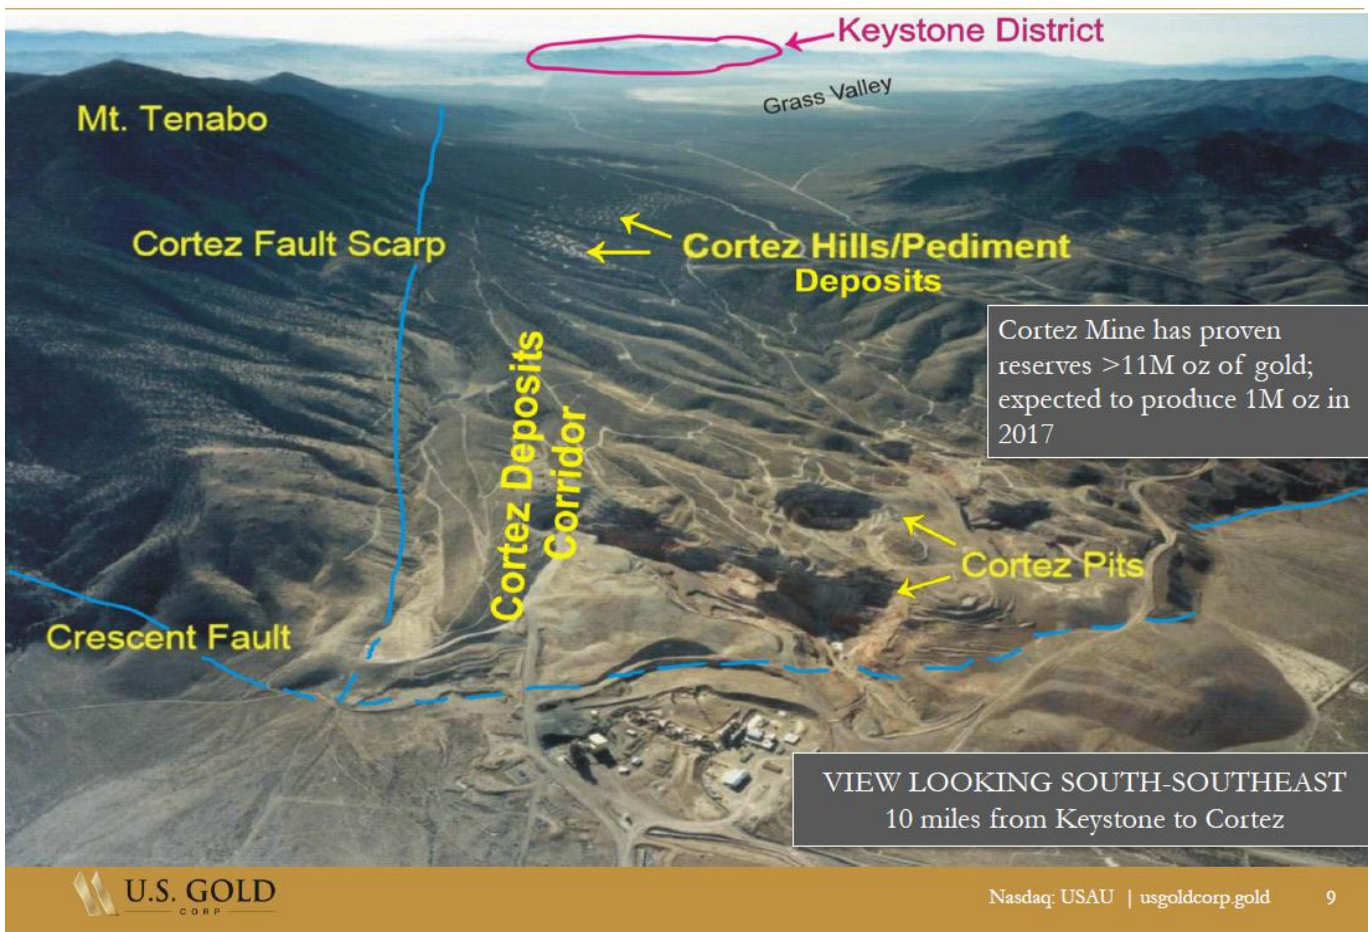 Keystone District
Grass Valley
Mt. Tenabo
Cortez Fault Scarp
Cortez Hills/Pediment
Deposits
Cortez Mine has proven
reserves >11M oz of gold;
expected to produce 1M oz in
2017
Cortez Deposits
Corridor
Cortez Pits
Crescent Fault
VIEW LOOKING SOUTH-SOUTHEAST
10 miles from Keystone to Cortez
U.S. GOLD
CORP
Nasdaq: USAU | usgoldcorp.gold 9